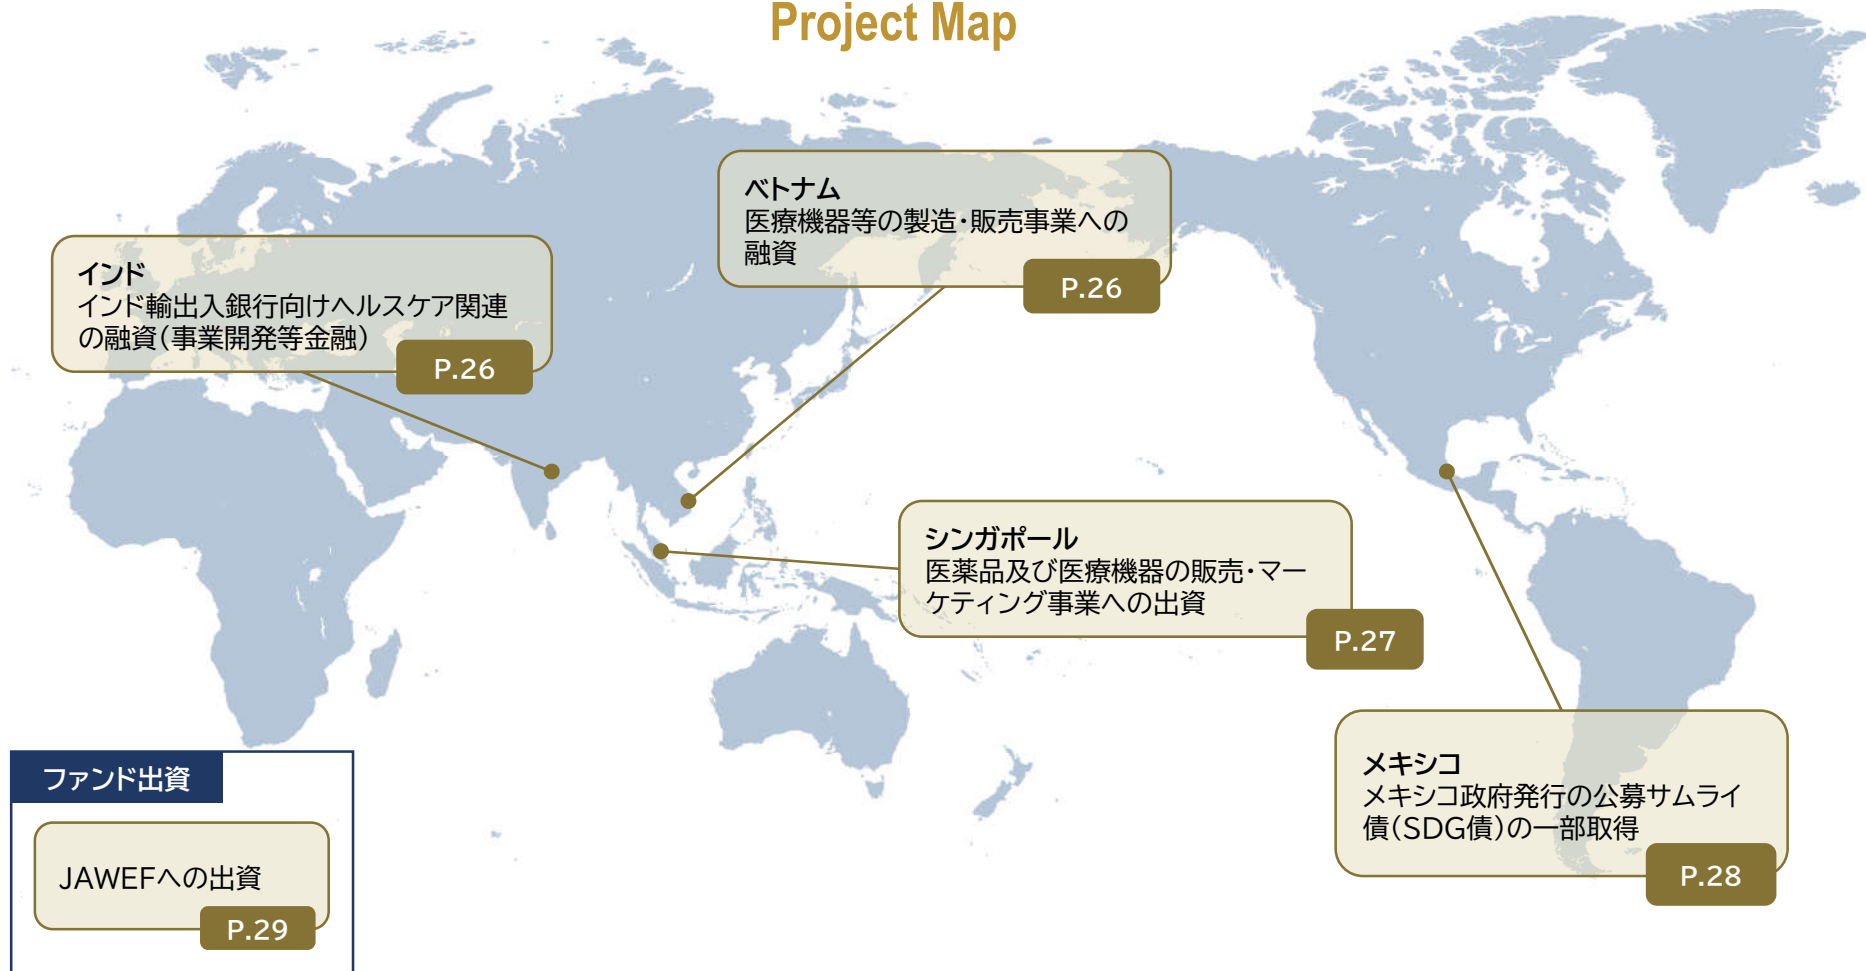 Project Map
ベトナム
医療機器等の製造・販売事業への
融資
P.26
インド
インド輸出入銀行向けヘルスケア関連
の融資(事業開発等金融)
P.26
シンガポール
医薬品及び医療機器の販売・マー
ケティング事業への出資
P.27
メキシコ
メキシコ政府発行の公募サムライ
債(SDG債)の一部取得
P.28
ファンド出資
JAWEFへの出資
P.29